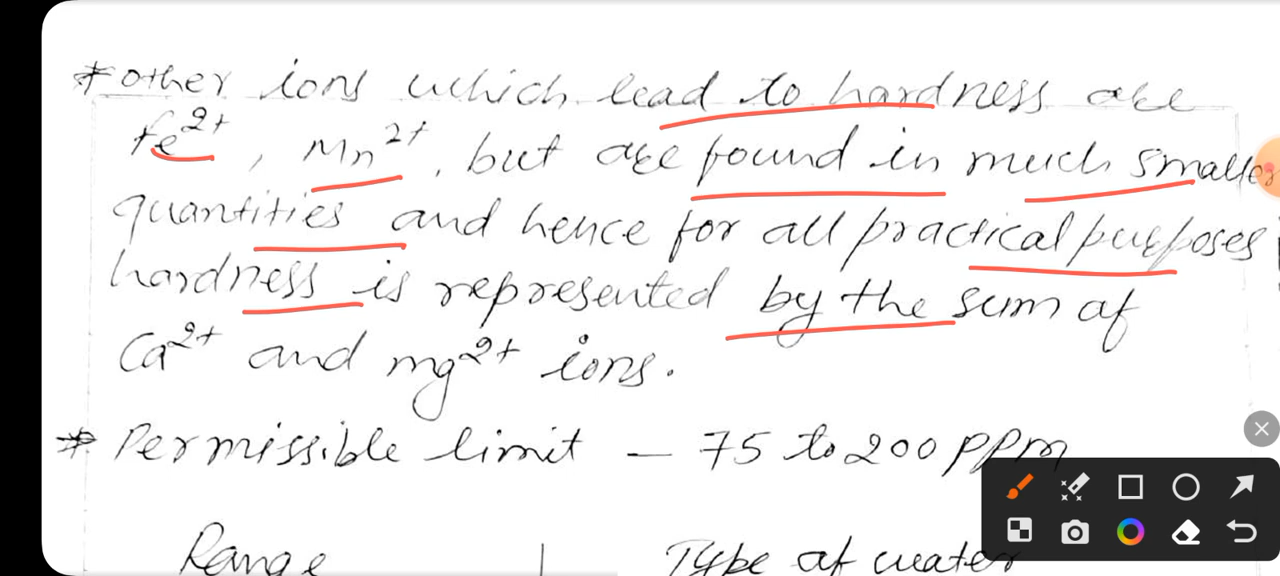 * other ions which lead to hardness are
Fe²⁺, Mn²⁺, but are found in much smaller
quantities and hence for all practical purposes
hardness is represented by the sum of
Ca²⁺ and mg²⁺ ions.
* Permissible limit — 75 to 200 ppm
Range | Type of water